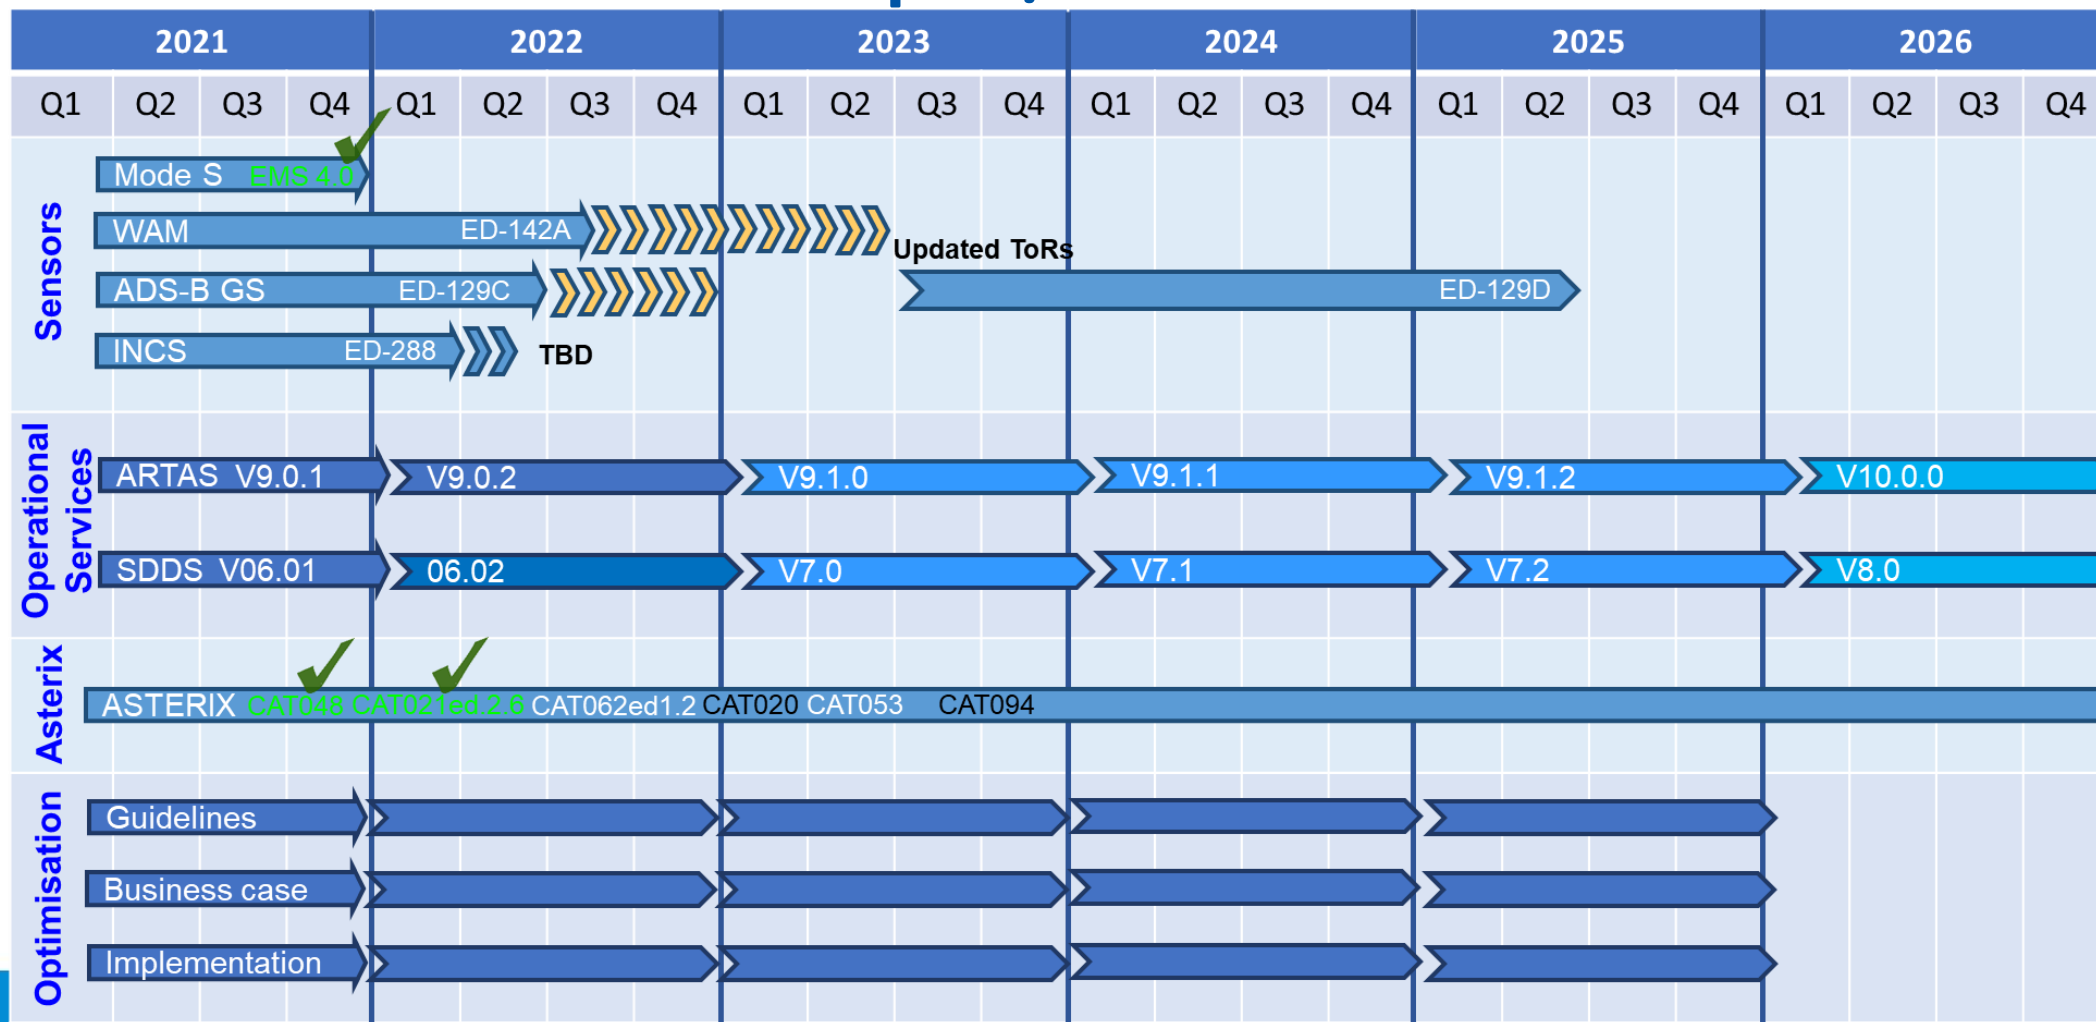 2021 2022 2023 2024 2025 2026
Q1 Q2 Q3 Q4 Q1 Q2 Q3 Q4 Q1 Q2 Q3 Q4 Q1 Q2 Q3 Q4 Q1 Q2 Q3 Q4 Q1 Q2 Q3 Q4
Sensors
Mode S EMS 4.0
WAM ED-142A
Updated ToRs
ADS-B GS ED-129C ED-129D
INCS ED-288 TBD
Operational
Services
ARTAS V9.0.1 V9.0.2 V9.1.0 V9.1.1 V9.1.2 V10.0.0
SDDS V06.01 06.02 V7.0 V7.1 V7.2 V8.0
Asterix
ASTERIX CAT048 CAT021ed.2.6 CAT062ed1.2 CAT020 CAT053 CAT094
Optimisation
Guidelines
Business case
Implementation